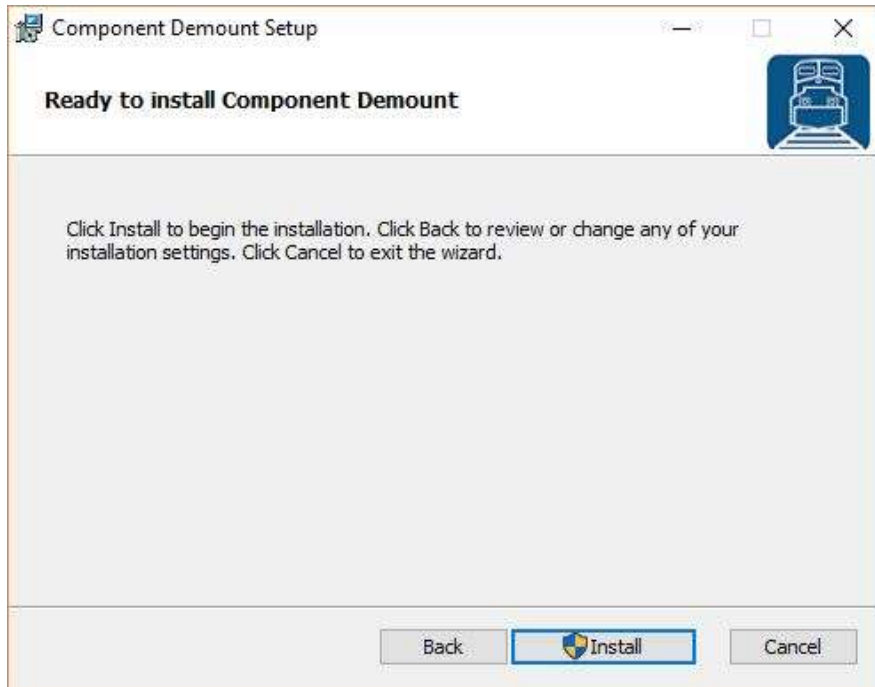 Component Demount Setup
Ready to install Component Demount
Click Install to begin the installation. Click Back to review or change any of your
installation settings. Click Cancel to exit the wizard.
Back
Install
Cancel